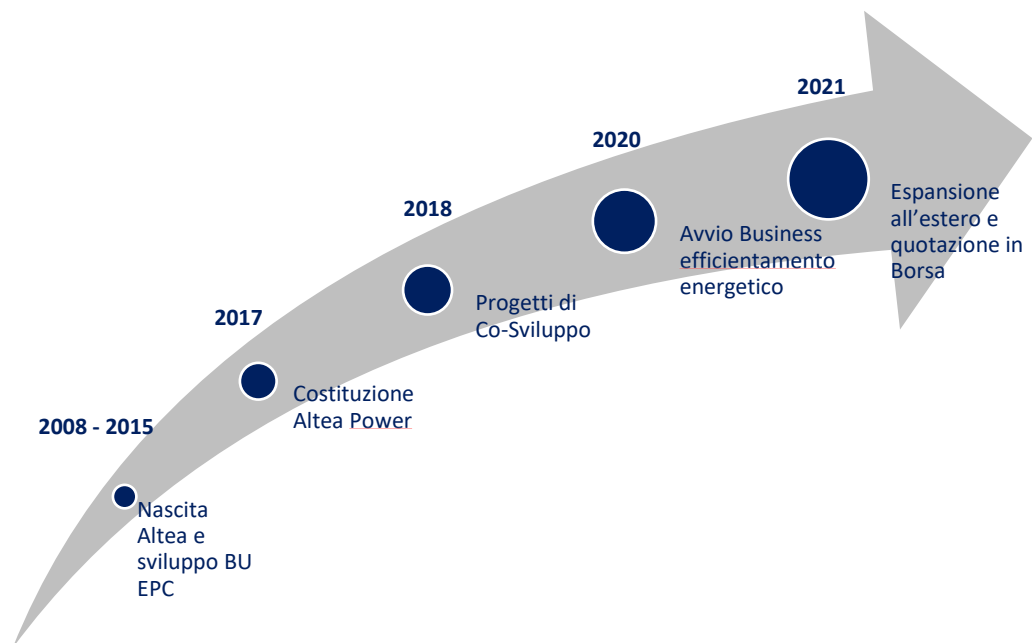 2008 - 2015
Nascita
Altea e
sviluppo BU
EPC
2017
Costituzione
Altea Power
2018
Progetti di
Co-Sviluppo
2020
Avvio Business
efficientamento
energetico
2021
Espansione
all’estero e
quotazione in
Borsa